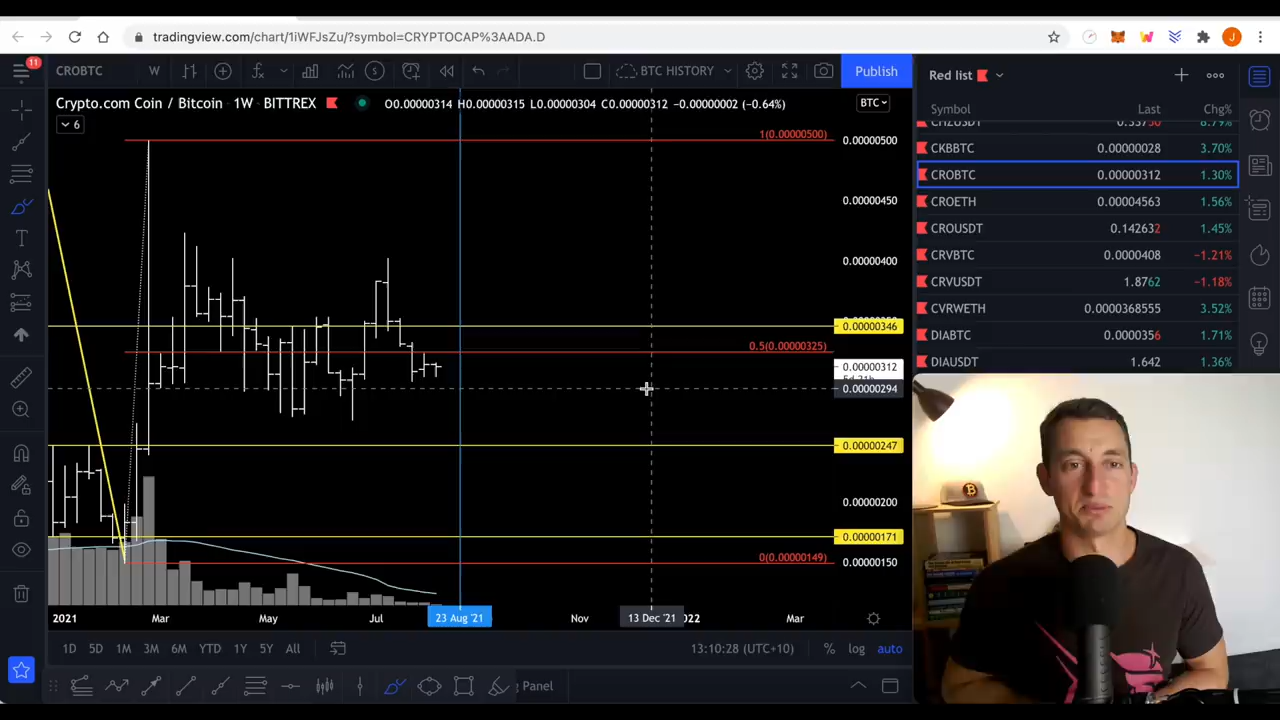 tradingview.com/chart/1iWFJsZu/?symbol=CRYPTOCAP%3AADA.D
J
11
CROBTC
W
BTC HISTORY
Publish
Red list
Crypto.com Coin / Bitcoin · 1W · BITTREX
O0.00000314 H0.00000315 L0.00000304 C0.00000312 −0.00000002 (−0.64%)
BTC
6
Symbol Last Chg%
8.79%
CKBBTC 0.00000028 3.70%
CROBTC 0.00000312 1.30%
CROETH 0.00004563 1.56%
CROUSDT 0.142632 1.45%
CRVBTC 0.0000408 −1.21%
CRVUSDT 1.8762 −1.18%
CVRWETH 0.0000368555 3.52%
DIABTC 0.0000356 1.71%
DIAUSDT 1.642 1.36%
1(0.00000500)
0.00000500
0.00000450
0.00000400
0.00000346
0.5(0.00000325)
0.00000312
0.00000294
0.00000247
0.00000200
0.00000171
0(0.00000149)
0.00000150
2021 Mar May Jul 23 Aug '21 Nov 13 Dec '21 2022 Mar
1D 5D 1M 3M 6M YTD 1Y 5Y All
13:10:28 (UTC+10) % log auto
Panel